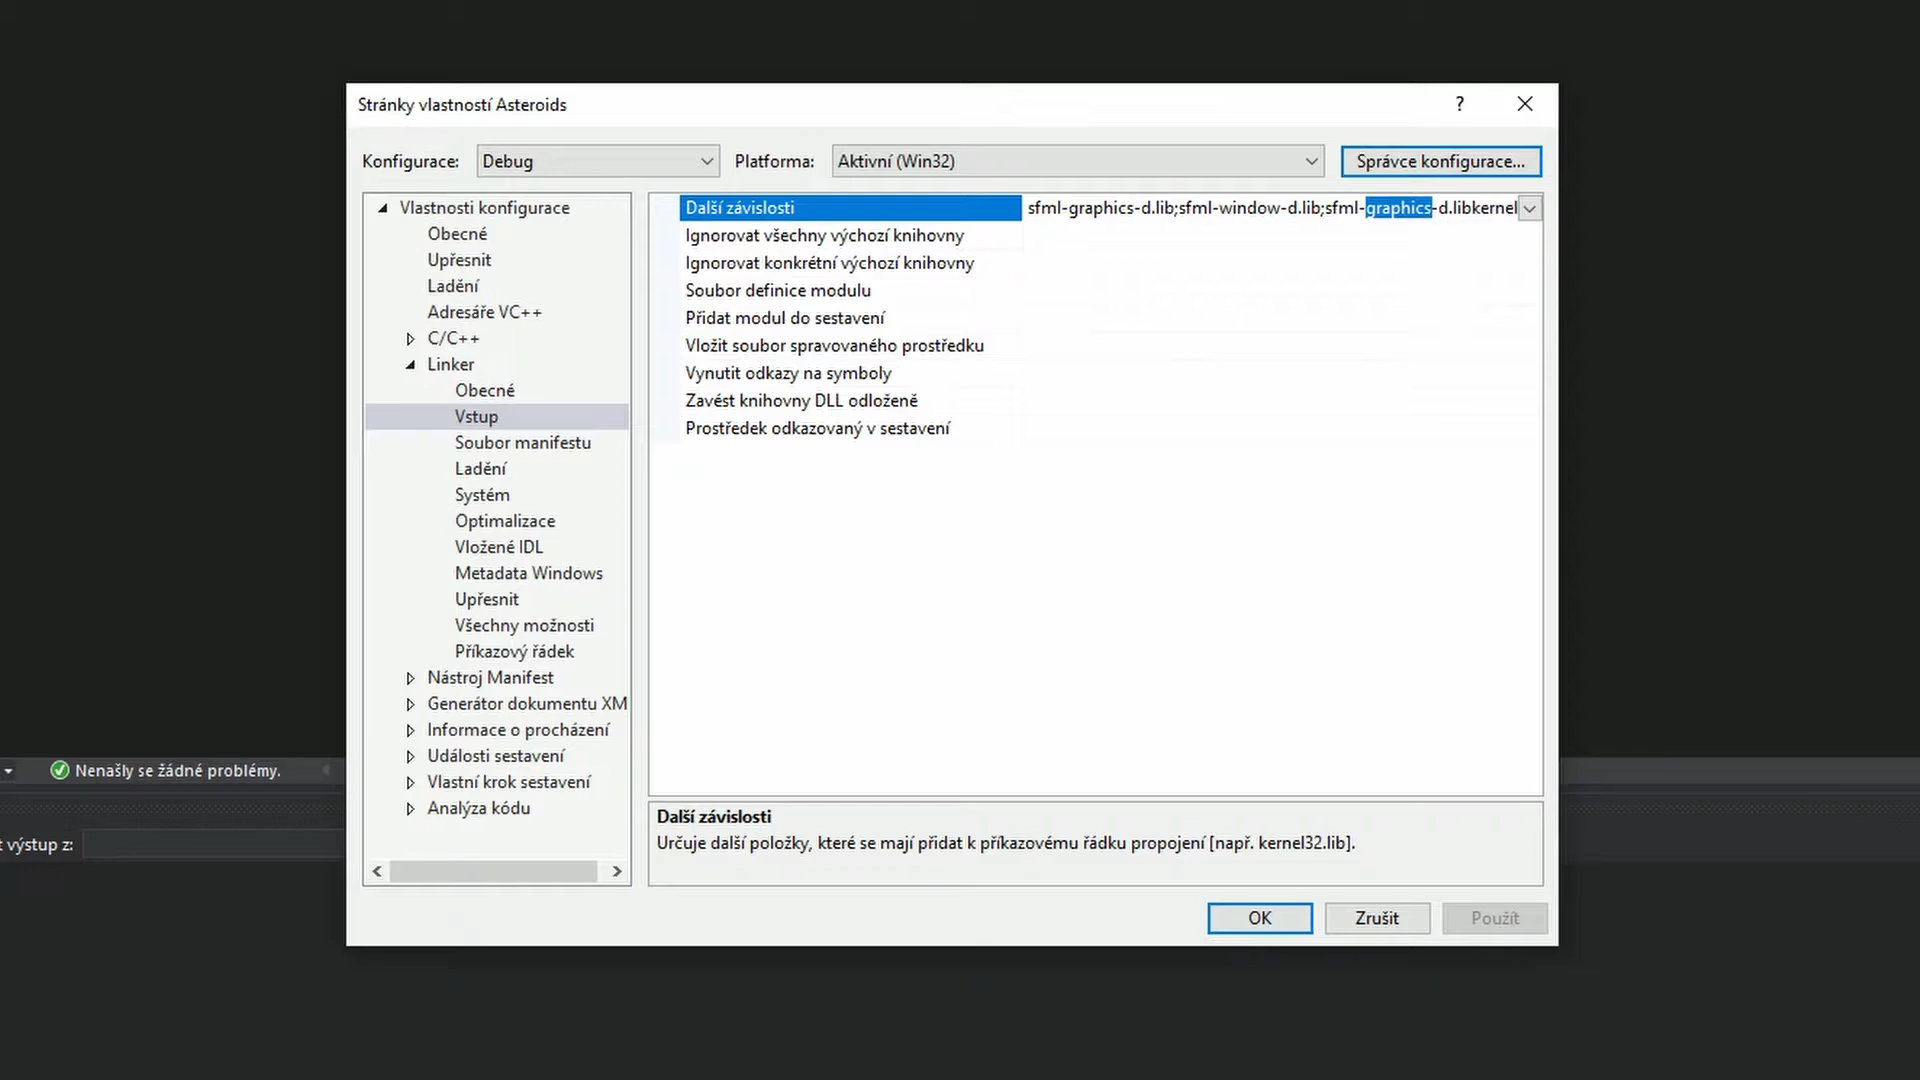 Stránky vlastností Asteroids
?
Konfigurace:
Debug
Platforma:
Aktivní (Win32)
Správce konfigurace...
Vlastnosti konfigurace
Obecné
Upřesnit
Ladění
Adresáře VC++
C/C++
Linker
Obecné
Vstup
Soubor manifestu
Ladění
Systém
Optimalizace
Vložené IDL
Metadata Windows
Upřesnit
Všechny možnosti
Příkazový řádek
Nástroj Manifest
Generátor dokumentu XM
Informace o procházení
Události sestavení
Vlastní krok sestavení
Analýza kódu
Další závislosti
sfml-graphics-d.lib;sfml-window-d.lib;sfml-graphics-d.libkernel
Ignorovat všechny výchozí knihovny
Ignorovat konkrétní výchozí knihovny
Soubor definice modulu
Přidat modul do sestavení
Vložit soubor spravovaného prostředku
Vynutit odkazy na symboly
Zavést knihovny DLL odloženě
Prostředek odkazovaný v sestavení
Další závislosti
Určuje další položky, které se mají přidat k příkazovému řádku propojení [např. kernel32.lib].
OK
Zrušit
Použít
Nenašly se žádné problémy.
t výstup z: